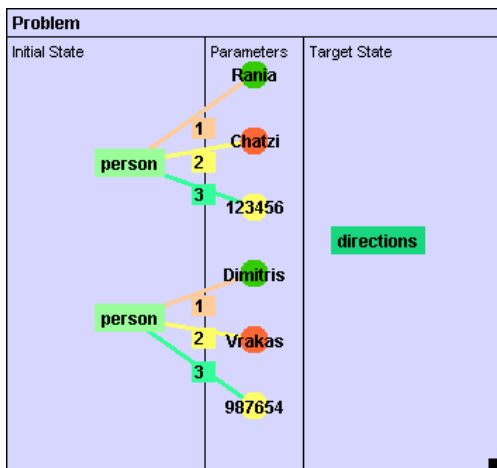 Problem
Initial State
Parameters
Target State
Rania
1
Chatzi
person
2
3
123456
directions
Dimitris
1
person
2
Vrakas
3
987654